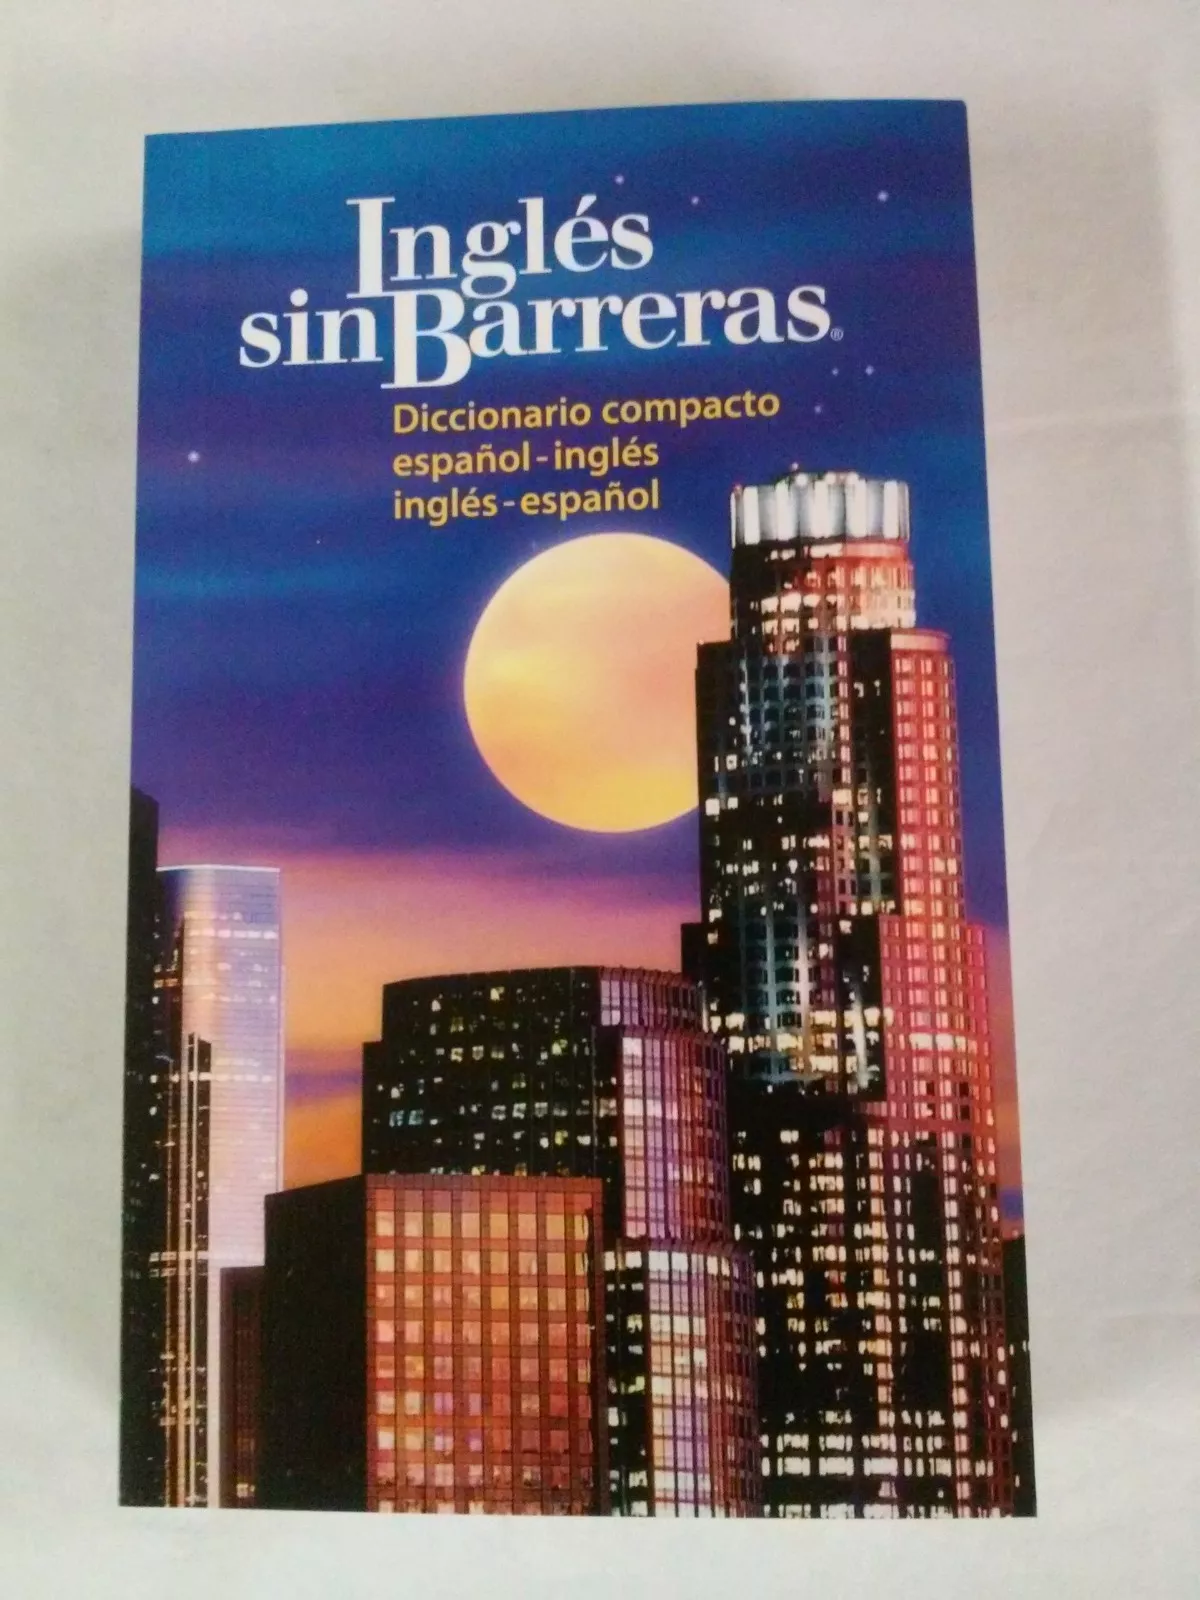 Inglés
sin Barreras®
Diccionario compacto
español-inglés
inglés-español